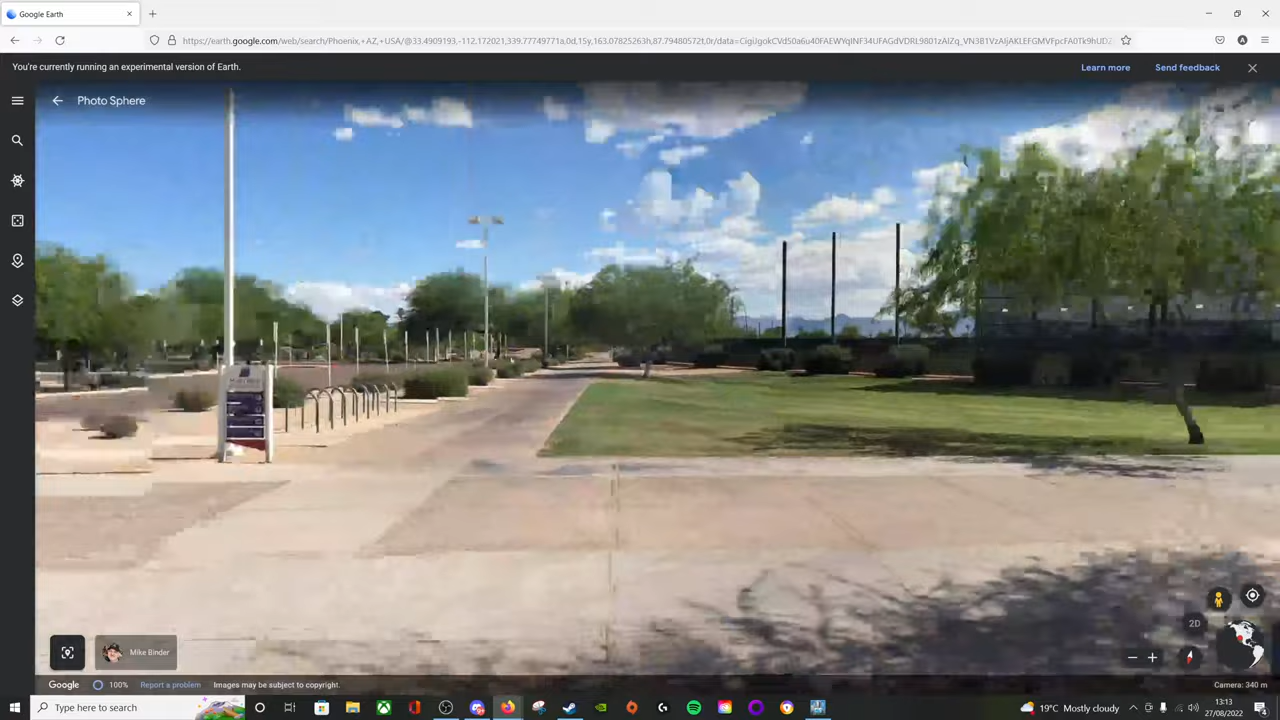 Google Earth
https://earth.google.com/web/search/Phoenix,+AZ,+USA/@33.4909193,-112.172021,339.77749771a,0d,15y,163.07825263h,87.79480572t,0r/data=
You're currently running an experimental version of Earth.
Learn more
Send feedback
Photo Sphere
Mike Binder
2D
Google
100%
Report a problem
Images may be subject to copyright.
Camera: 340 m
Type here to search
19°C Mostly cloudy
13:13
27/08/2022